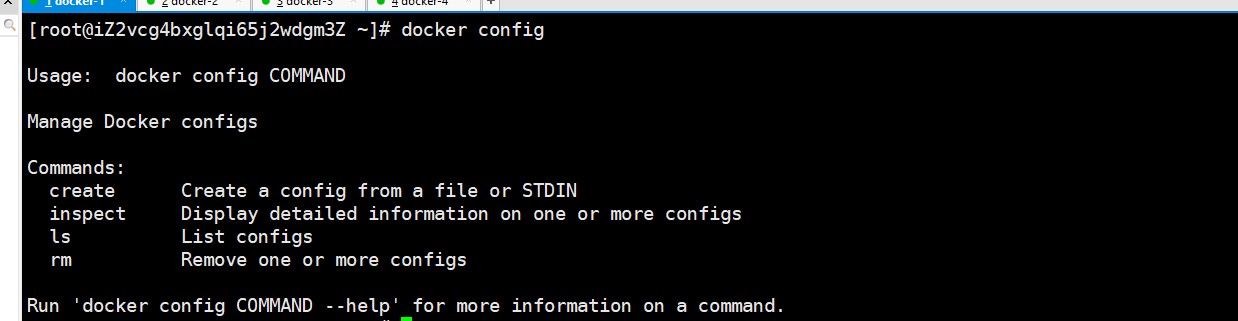 1 docker-1 2 docker-2 3 docker-3 4 docker-4
[root@iZ2vcg4bxglqi65j2wdgm3Z ~]# docker config
Usage:  docker config COMMAND
Manage Docker configs
Commands:
  create      Create a config from a file or STDIN
  inspect     Display detailed information on one or more configs
  ls          List configs
  rm          Remove one or more configs
Run 'docker config COMMAND --help' for more information on a command.